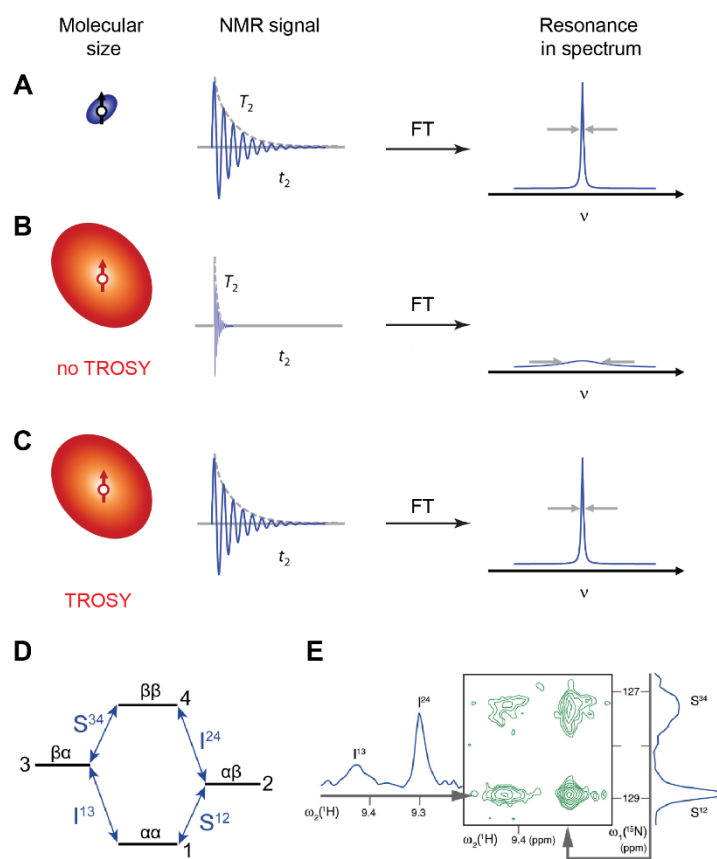 Molecular size
NMR signal
Resonance in spectrum
A
T2
t2
FT
ν
B
T2
FT
t2
no TROSY
ν
C
FT
t2
TROSY
ν
D
ββ
4
S34
I24
3
βα
αβ
2
I13
S12
αα
1
E
I24
I13
ω2(1H)
9.4
9.3
127
129
S34
S12
ω2(1H)
9.4 (ppm)
ω1(15N)
(ppm)